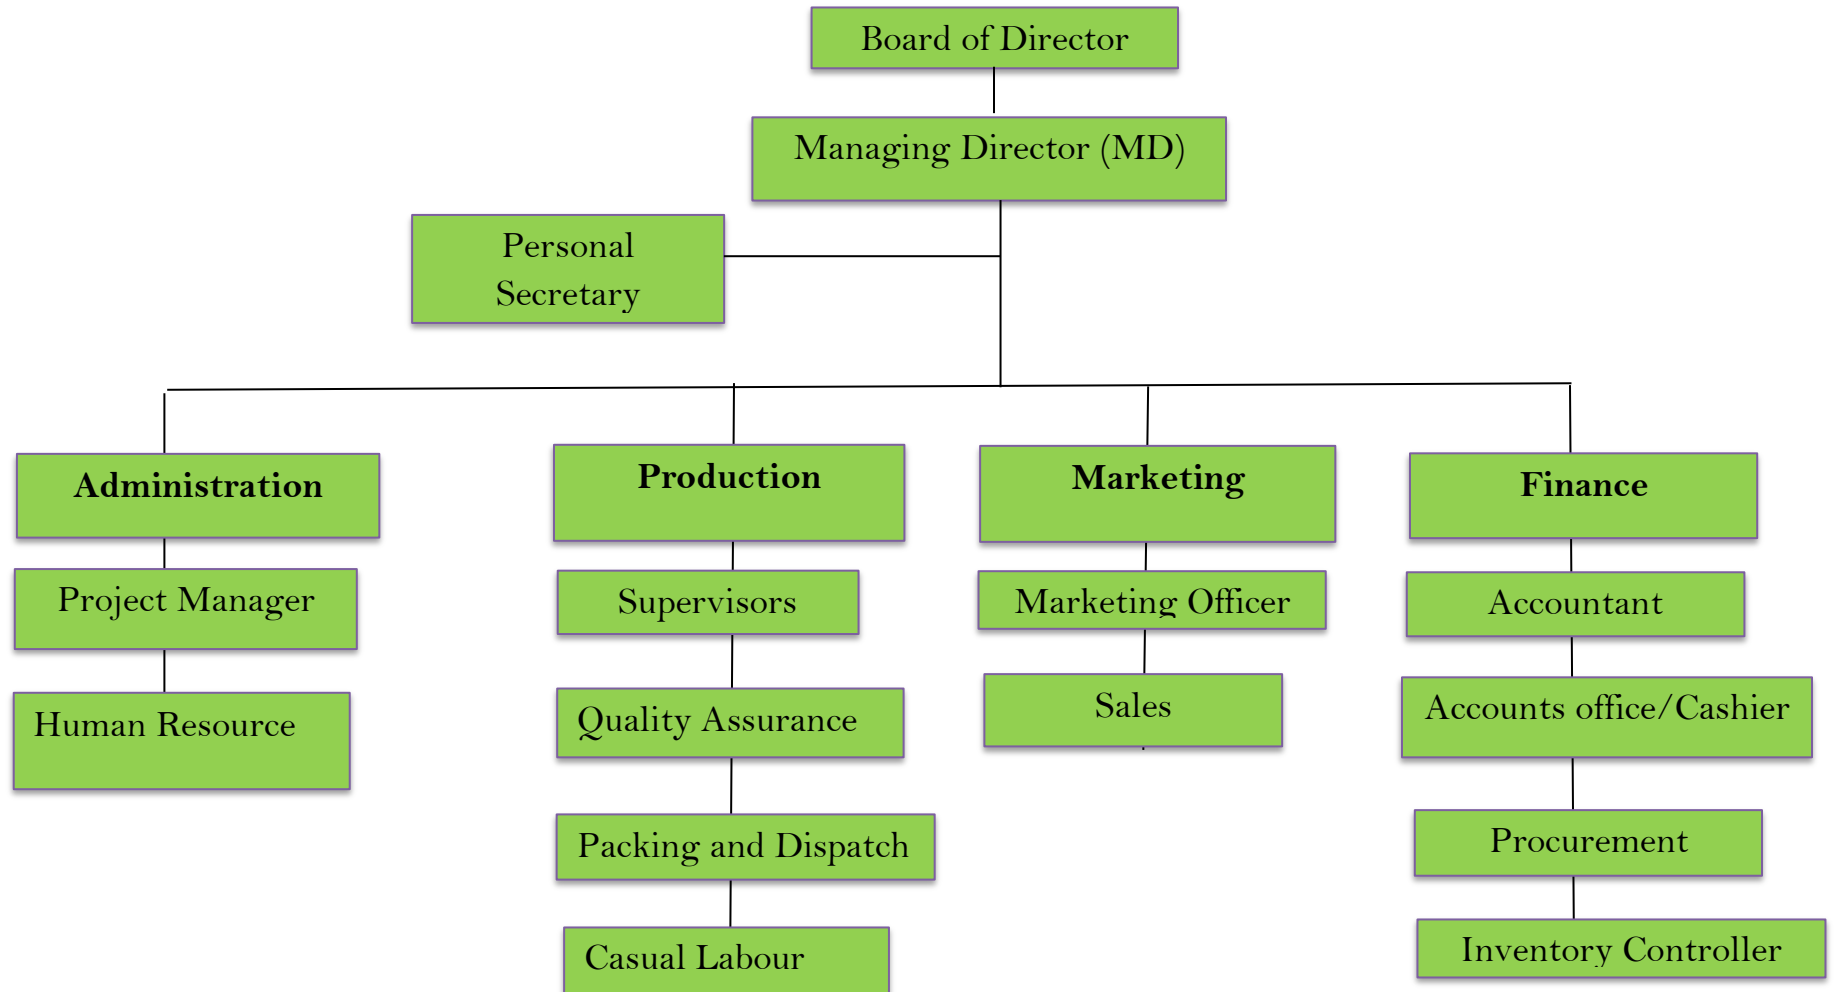 Board of Director
Managing Director (MD)
Personal
Secretary
Administration
Production
Marketing
Finance
Project Manager
Supervisors
Marketing Officer
Accountant
Human Resource
Quality Assurance
Sales
Accounts office/Cashier
Packing and Dispatch
Procurement
Casual Labour
Inventory Controller